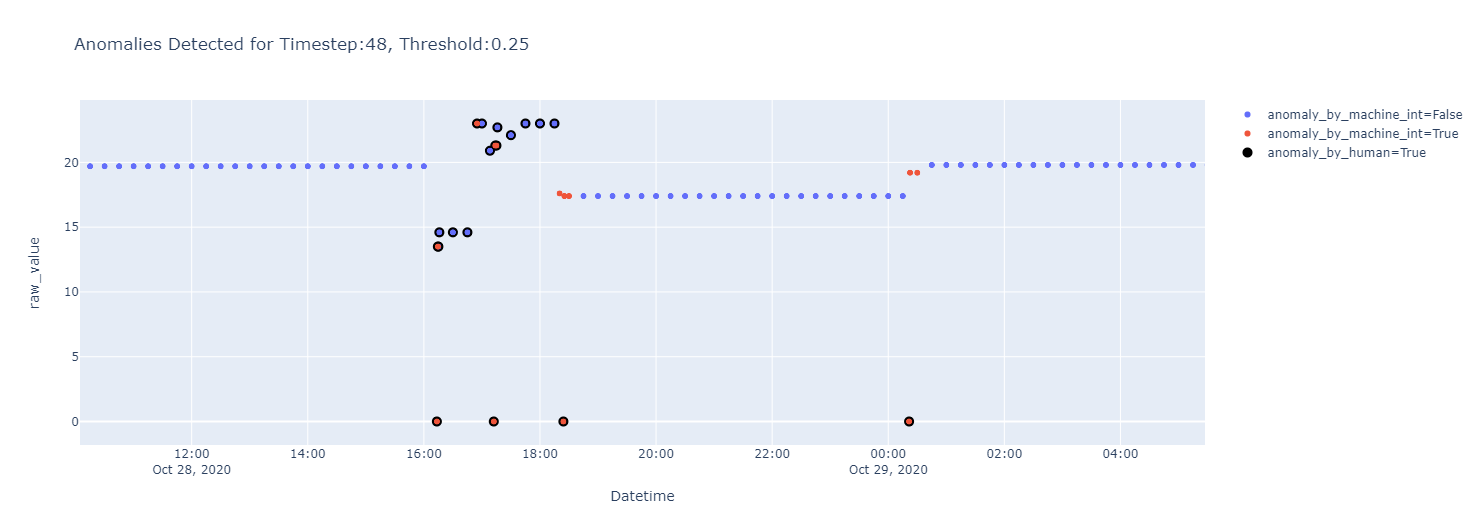 Anomalies Detected for Timestep:48, Threshold:0.25
anomaly_by_machine_int=False
anomaly_by_machine_int=True
anomaly_by_human=True
raw_value
20
15
10
5
0
12:00 14:00 16:00 18:00 20:00 22:00 00:00 02:00 04:00
Oct 28, 2020 Oct 29, 2020
Datetime